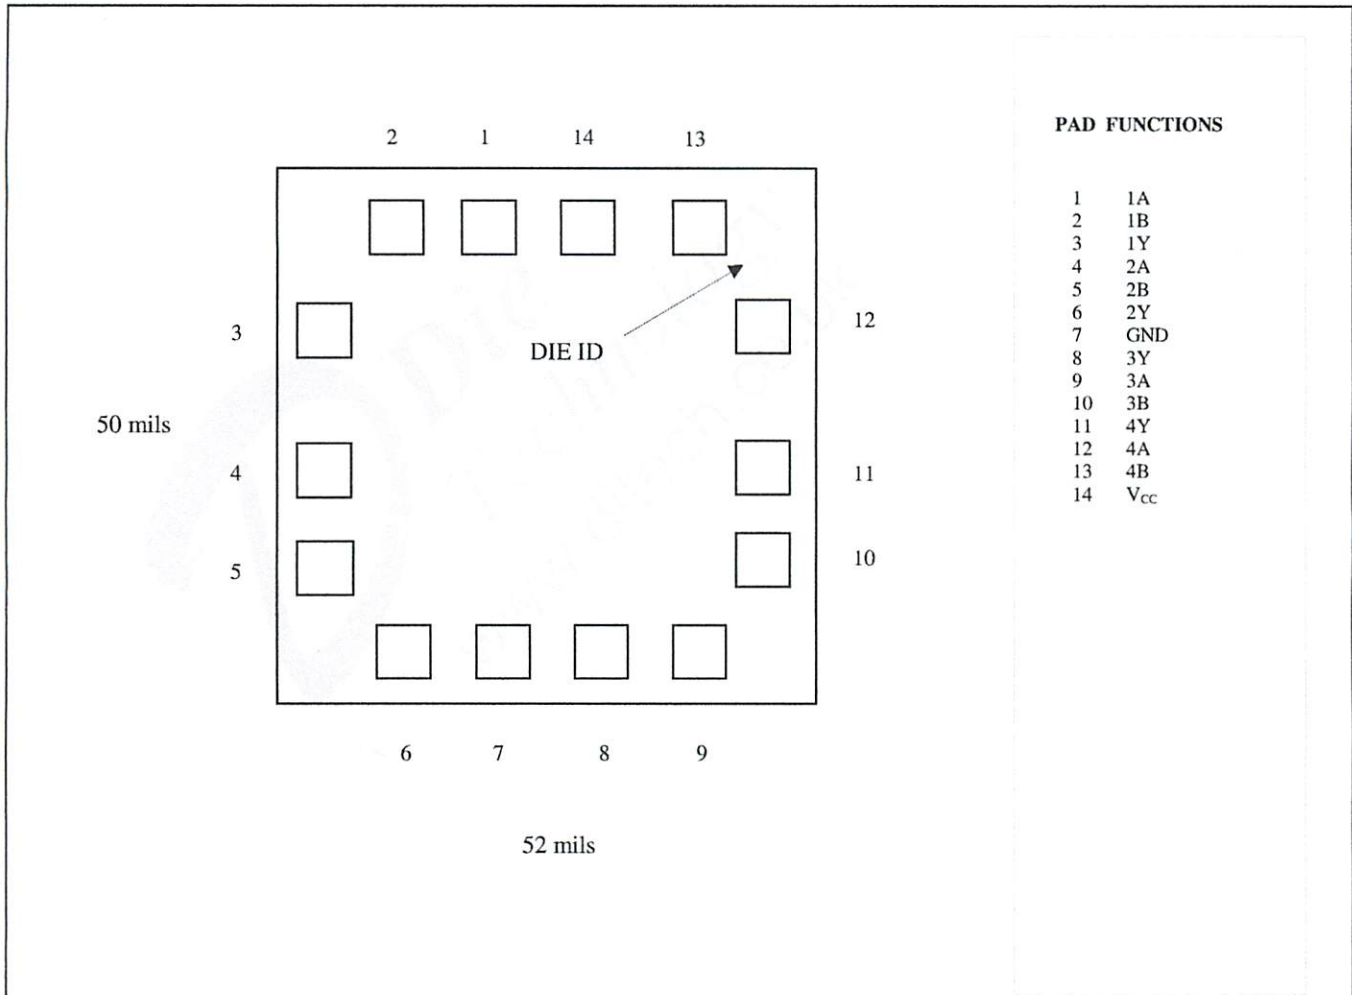 2 1 14 13
PAD FUNCTIONS
1 1A
2 1B
3 1Y
4 2A
5 2B
6 2Y
7 GND
8 3Y
9 3A
10 3B
11 4Y
12 4A
13 4B
14 VCC
3
12
DIE ID
50 mils
4
11
5
10
6 7 8 9
52 mils